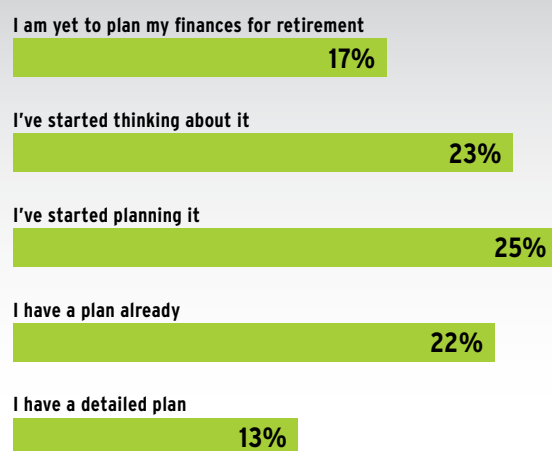 I am yet to plan my finances for retirement
17%
I’ve started thinking about it
23%
I’ve started planning it
25%
I have a plan already
22%
I have a detailed plan
13%